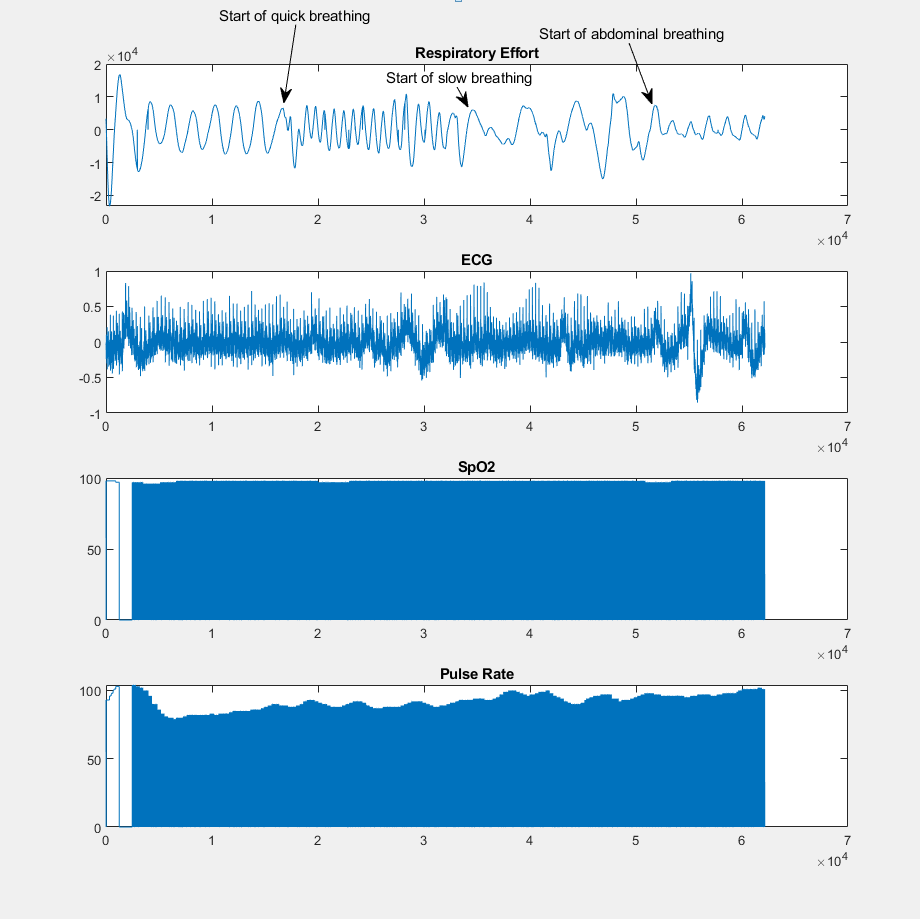 Start of quick breathing
Start of abdominal breathing
×10^4
Respiratory Effort
Start of slow breathing
2
1
0
-1
-2
0 1 2 3 4 5 6 7
×10^4
ECG
1
0.5
0
-0.5
-1
0 1 2 3 4 5 6 7
×10^4
SpO2
100
50
0
0 1 2 3 4 5 6 7
×10^4
Pulse Rate
100
50
0
0 1 2 3 4 5 6 7
×10^4